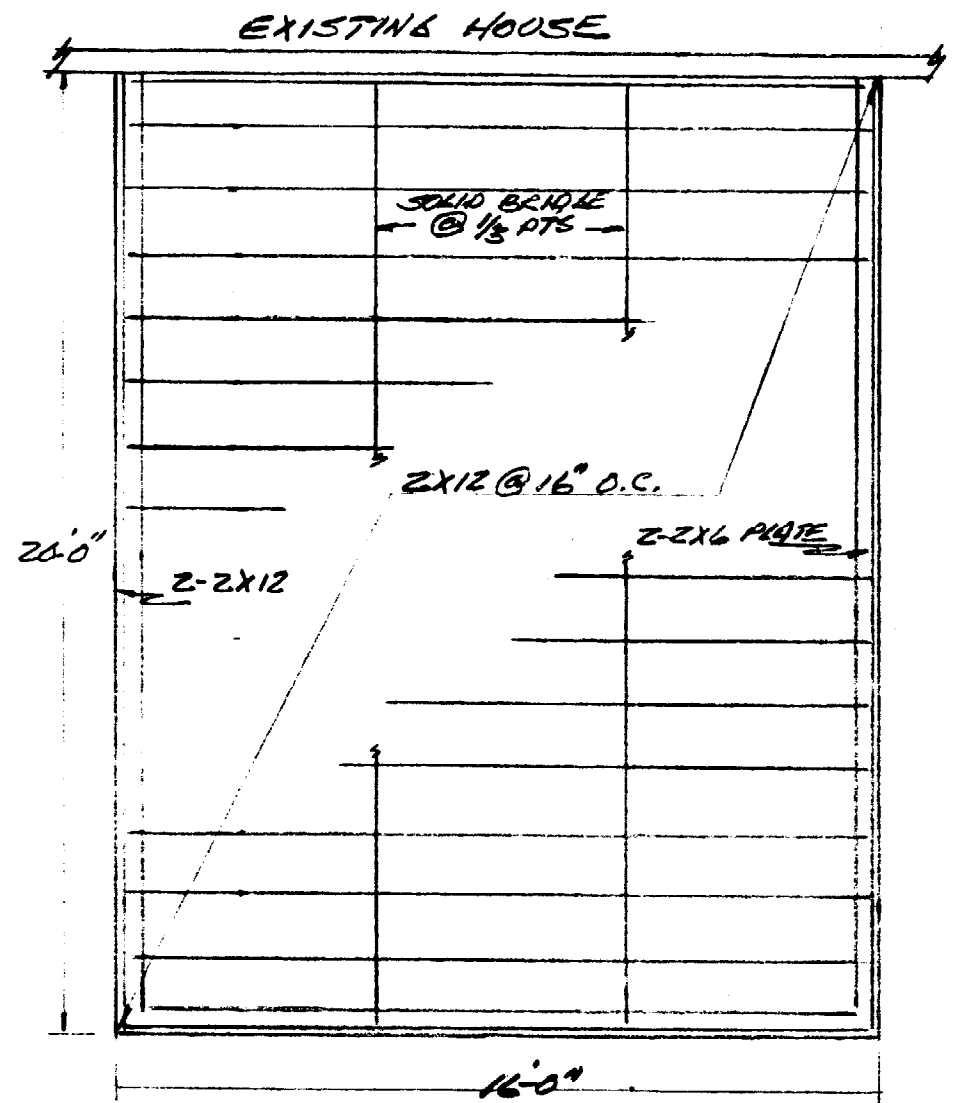 EXISTING HOUSE
SOLID BRIDGE
@ 1/3 PTS
2X12 @ 16" O.C.
2-2X6 PLATE
20'-0"
2-2X12
16'-0"